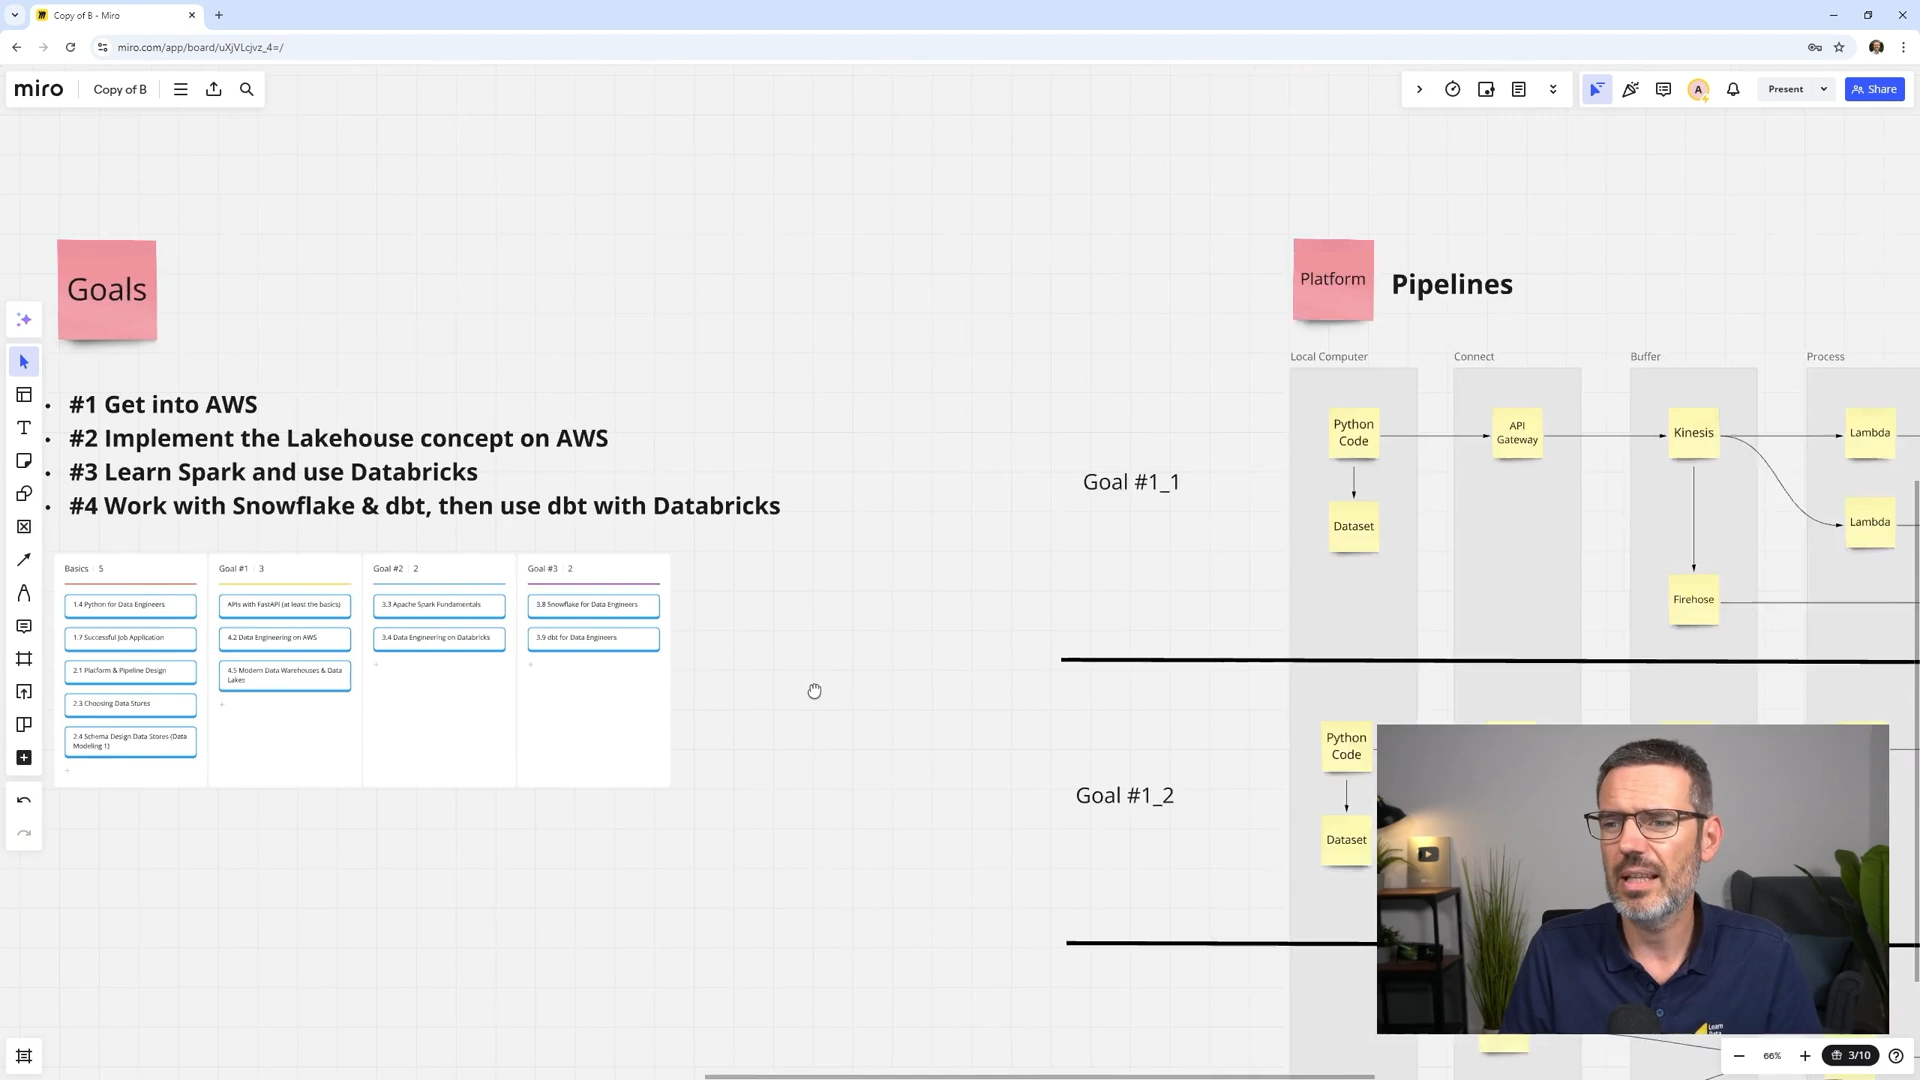 Copy of B - Miro
miro.com/app/board/uXjVLcjvz_4=/
miro
Copy of B
A
Present
Share
Goals
• #1 Get into AWS
• #2 Implement the Lakehouse concept on AWS
• #3 Learn Spark and use Databricks
• #4 Work with Snowflake & dbt, then use dbt with Databricks
Basics 5
1.4 Python for Data Engineers
1.7 Successful Job Application
2.1 Placform & Pipeline Design
2.3 Choosing Data Stores
2.4 Schema Design Data Stores (Data
Modeling 1)
Goal #1 3
APIs with FastAPI (at least the basics)
4.2 Data Engineering on AWS
4.5 Modern Data Warehouses & Data
Lakes
Goal #2 2
3.3 Apache Spark Fundamentals
3.4 Data Engineering on Databricks
Goal #3 2
3.8 Snowflake for Data Engineers
3.9 dbt for Data Engineers
Platform
Pipelines
Local Computer
Connect
Buffer
Process
Goal #1_1
Python
Code
API
Gateway
Kinesis
Lambda
Dataset
Lambda
Firehose
Goal #1_2
Python
Code
Dataset
Learn
66%
3/10